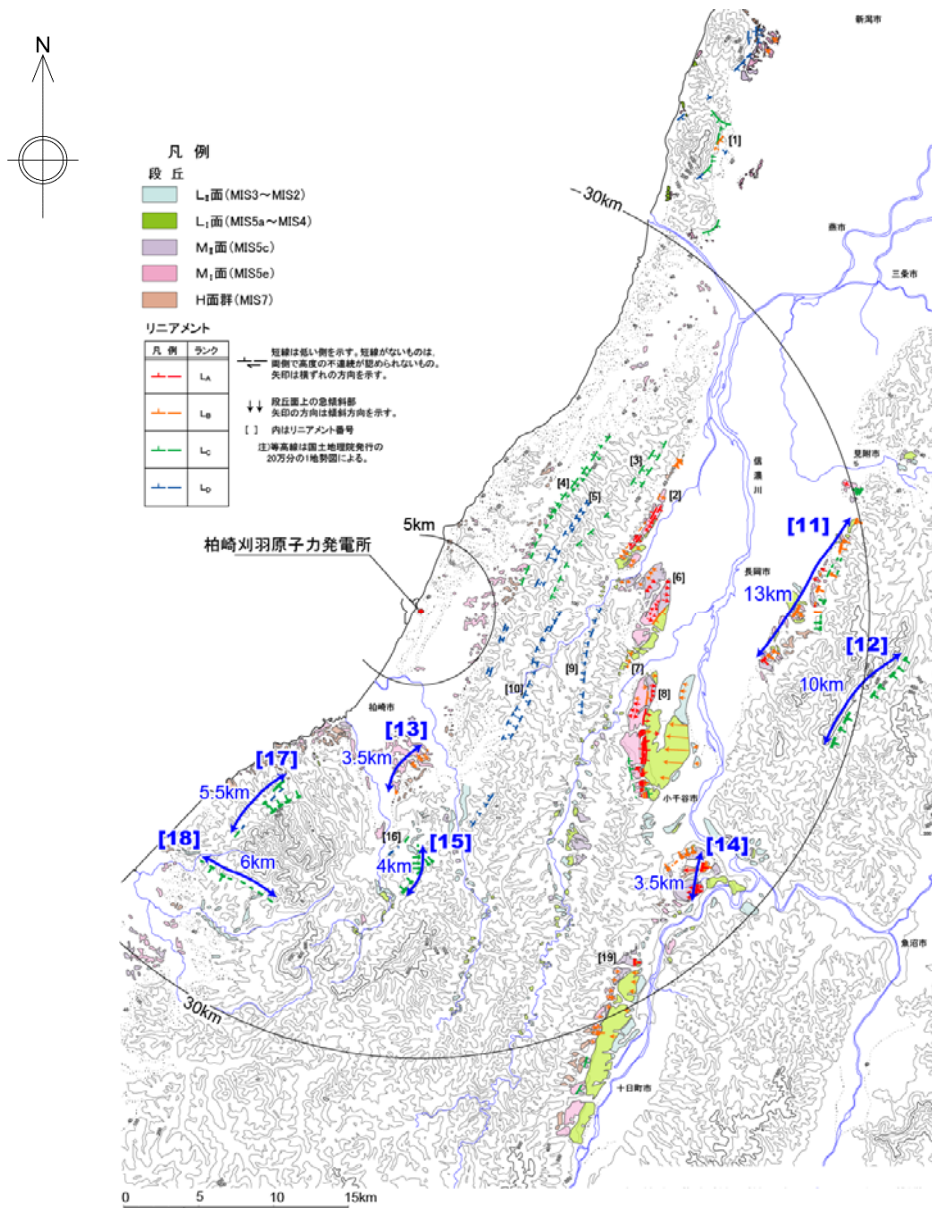 N
新潟市
凡 例
段 丘
LⅡ面(MIS3～MIS2)
LⅠ面(MIS5a～MIS4)
MⅡ面(MIS5c)
MⅠ面(MIS5e)
H面群(MIS7)
リニアメント
凡 例 ランク
LA
LB
LC
LD
短線は低い側を示す。短線がないものは、
両側で高度の不連続が認められないもの。
矢印は横ずれの方向を示す。
段丘面上の急傾斜部
矢印の方向は傾斜方向を示す。
[ ] 内はリニアメント番号
注)等高線は国土地理院発行の
20万分の1地勢図による。
[1]
30km
燕市
三条市
見附市
信濃川
[3]
[4]
[5]
[2]
5km
柏崎刈羽原子力発電所
[11]
長岡市
13km
[6]
[12]
10km
[7]
[9]
[10]
[8]
柏崎市
[13]
3.5km
[17]
5.5km
小千谷市
[18]
6km
[16]
[15]
4km
[14]
3.5km
魚沼市
[19]
30km
十日町市
0 5 10 15km